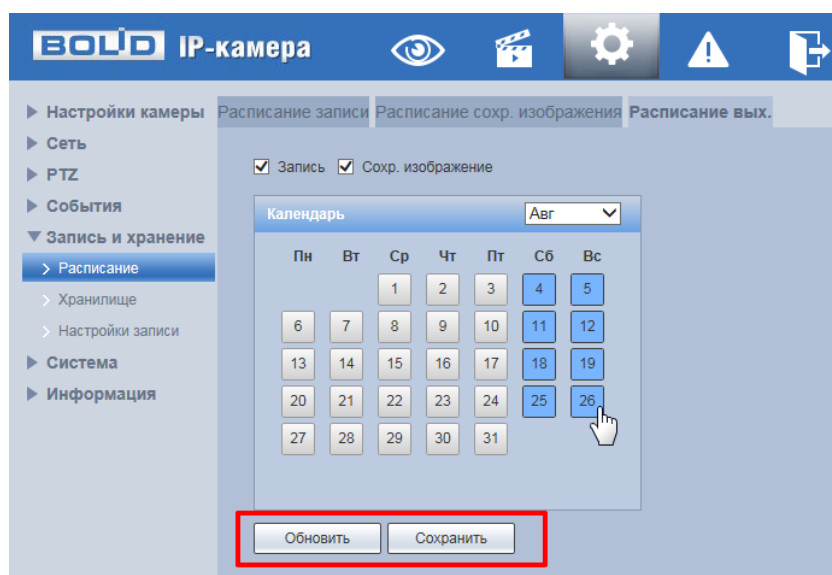 BOLID IP-камера
Настройки камеры
Сеть
PTZ
События
Запись и хранение
Расписание
Хранилище
Настройки записи
Система
Информация
Расписание записи Расписание сохр. изображения Расписание вых.
Запись Сохр. изображение
Календарь Авг
Пн Вт Ср Чт Пт Сб Вс
1 2 3 4 5
6 7 8 9 10 11 12
13 14 15 16 17 18 19
20 21 22 23 24 25 26
27 28 29 30 31
Обновить Сохранить